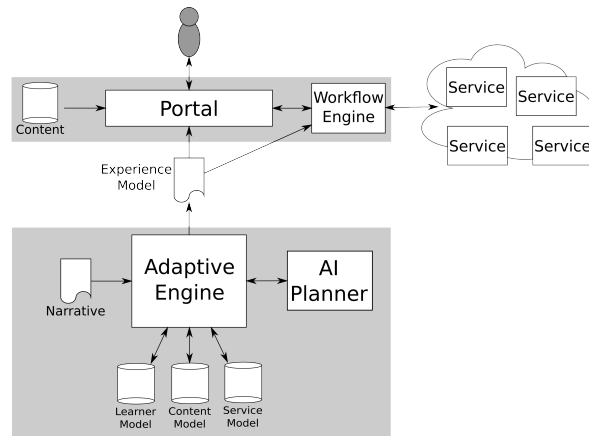 Portal
Content
Workflow
Engine
Service
Service
Service
Service
Experience
Model
Adaptive
Engine
AI
Planner
Narrative
Learner
Model
Content
Model
Service
Model